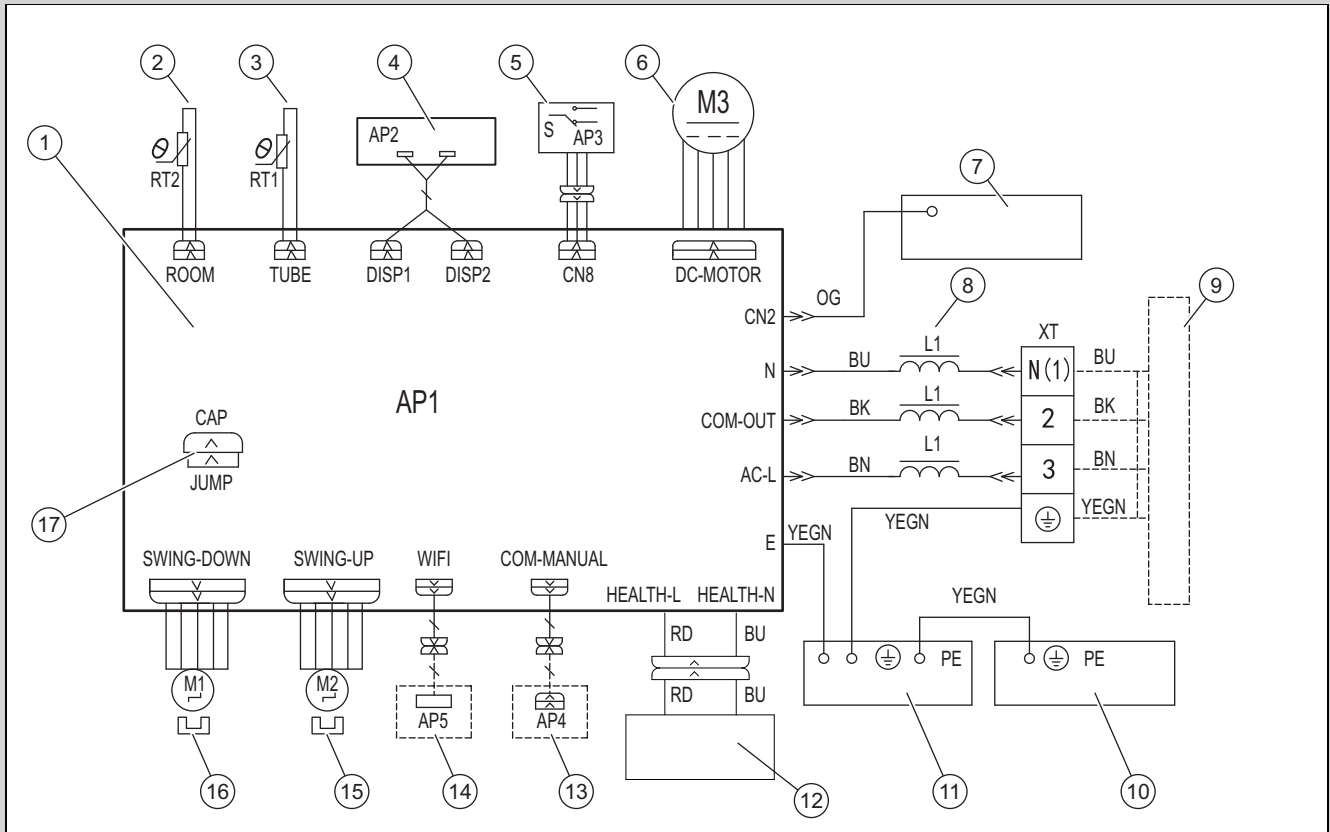 2
3
4
5
6
1
AP2
S
AP3
M3
RT2
RT1
7
ROOM
TUBE
DISP1
DISP2
CN8
DC-MOTOR
8
9
CN2
OG
XT
L1
N
BU
N(1)
BU
L1
COM-OUT
BK
2
BK
L1
AC-L
BN
3
BN
AP1
CAP
JUMP
17
E
YEGN
YEGN
YEGN
SWING-DOWN
SWING-UP
WIFI
COM-MANUAL
HEALTH-L
HEALTH-N
YEGN
RD
BU
PE
PE
M1
M2
AP5
AP4
RD
BU
16
15
14
13
12
11
10